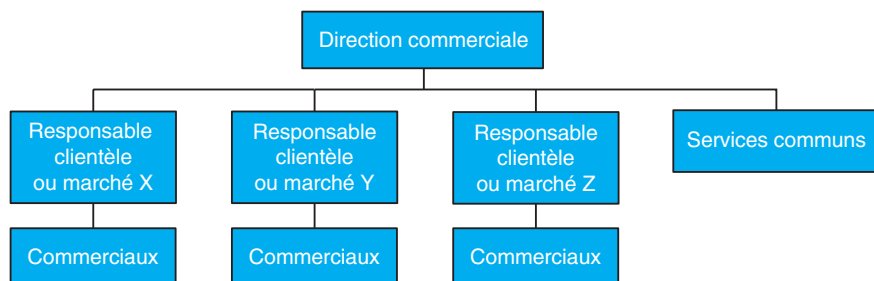 Direction commerciale
Responsable
clientèle
ou marché X
Responsable
clientèle
ou marché Y
Responsable
clientèle
ou marché Z
Services communs
Commerciaux
Commerciaux
Commerciaux